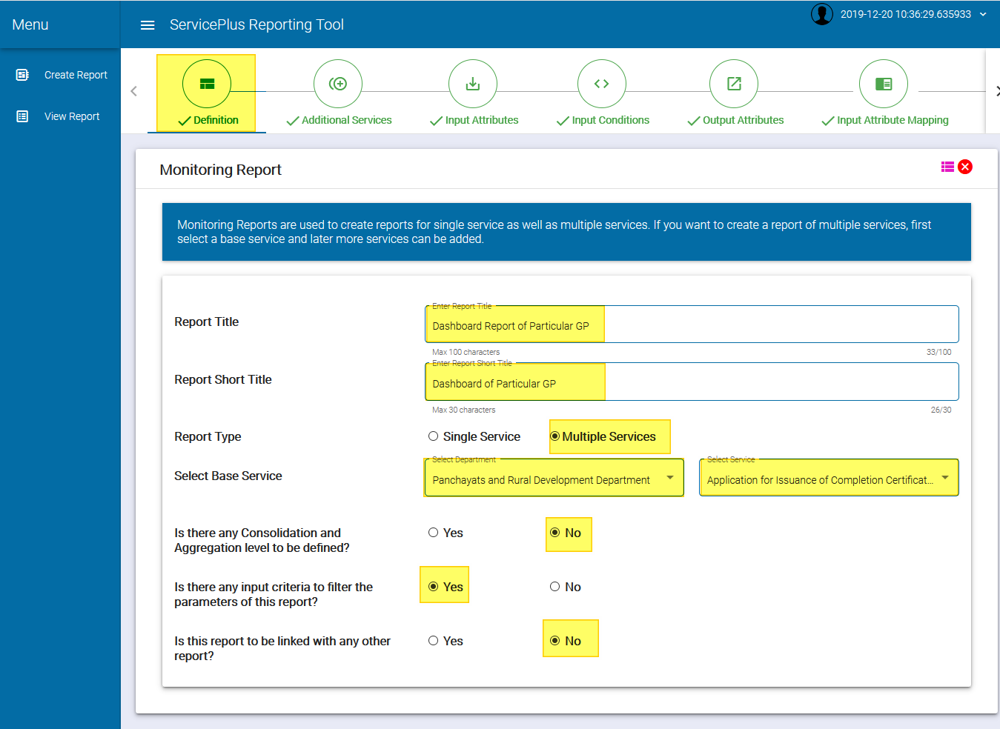 Menu
ServicePlus Reporting Tool
2019-12-20 10:36:29.635933
Create Report
View Report
Definition
Additional Services
Input Attributes
Input Conditions
Output Attributes
Input Attribute Mapping
Monitoring Report
Monitoring Reports are used to create reports for single service as well as multiple services. If you want to create a report of multiple services, first
select a base service and later more services can be added.
Report Title
Enter Report Title
Dashboard Report of Particular GP
Max 100 characters
33/100
Report Short Title
Enter Report Short Title
Dashboard of Particular GP
Max 30 characters
26/30
Report Type
Single Service
Multiple Services
Select Base Service
Select Department
Panchayats and Rural Development Department
Select Service
Application for Issuance of Completion Certificat...
Is there any Consolidation and
Aggregation level to be defined?
Yes
No
Is there any input criteria to filter the
parameters of this report?
Yes
No
Is this report to be linked with any other
report?
Yes
No